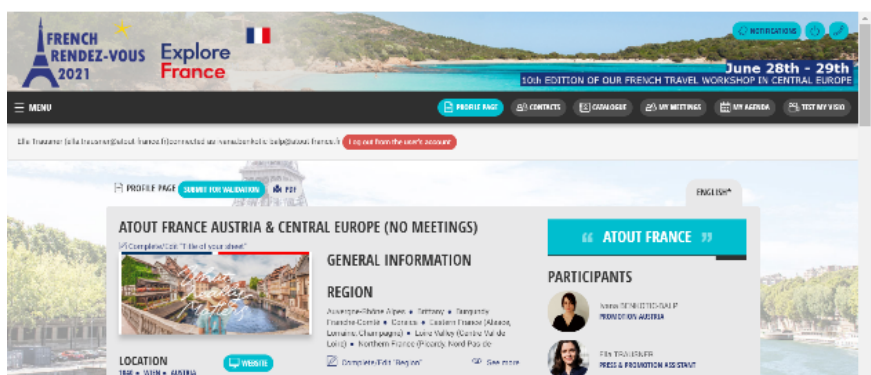 FRENCH
RENDEZ-VOUS
2021
Explore
France
NOTIFICATIONS
June 28th - 29th
10th EDITION OF OUR FRENCH TRAVEL WORKSHOP IN CENTRAL EUROPE
MENU
PROFILE PAGE
CONTACTS
CATALOGUE
MY MEETINGS
MY AGENDA
TEST MY VISIO
Log out from the user's account
PROFILE PAGE
SUBMIT FOR VALIDATION
PDF
ENGLISH*
ATOUT FRANCE AUSTRIA & CENTRAL EUROPE (NO MEETINGS)
Complete/Edit "Title of your sheet"
“ ATOUT FRANCE ”
GENERAL INFORMATION
REGION
Auvergne-Rhône Alpes • Brittany • Burgundy
Franche-Comté • Corsica • Eastern France (Alsace,
Lorraine, Champagne) • Loire Valley (Centre Val de
Loire) • Northern France (Picardy, Nord Pas de
Complete/Edit "Region"
See more
PARTICIPANTS
PROMOTION AUSTRIA
Ella TRAUSNER
PRESS & PROMOTION ASSISTANT
LOCATION
WIEN • AUSTRIA
WEBSITE